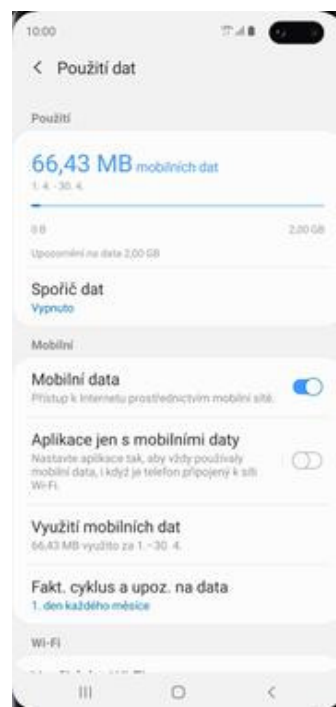 10:00
Použití dat
Použití
66,43 MB mobilních dat
1. 4. -30. 4.
0 B
2,00 GB
Upozornění na data 2,00 GB
Spořič dat
Vypnuto
Mobilní
Mobilní data
Přístup k internetu prostřednictvím mobilní sítě.
Aplikace jen s mobilními daty
Nastavte aplikace tak, aby vždy používaly
mobilní data, i když je telefon připojený k síti
Wi-Fi.
Využití mobilních dat
66,43 MB využito za 1. –30. 4.
Fakt. cyklus a upoz. na data
1. den každého měsíce
Wi-Fi